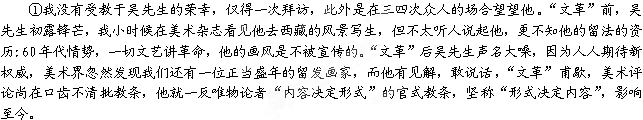 ①我没有受教于吴先生的荣幸，仅得一次拜访，此外是在三四次众人的场合望望他。“文革”前，吴
先生初露锋芒，我小时候在美术杂志看见他去西藏的风景写生，但不太听人说起他，更不知他的留法的资
历：60年代情势，一切文艺讲革命，他的画风是不被宣传的。“文革”后吴先生声名大噪，因为人人期待新
权威，美术界忽然发现我们还有一位正当盛年的留发画家，而他有见解，敢说话，“文革”甫歇，美术评
论尚在口齿不清批教条，他就一反唯物论者“内容决定形式”的官式教条，坚称“形式决定内容”，影响
至今。